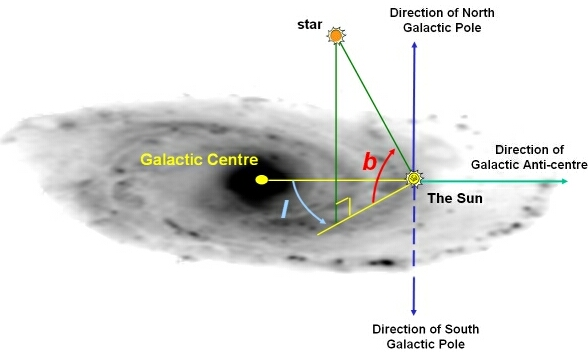 Direction of North
Galactic Pole
star
Galactic Centre
b
Direction of
Galactic Anti-centre
The Sun
l
Direction of South
Galactic Pole